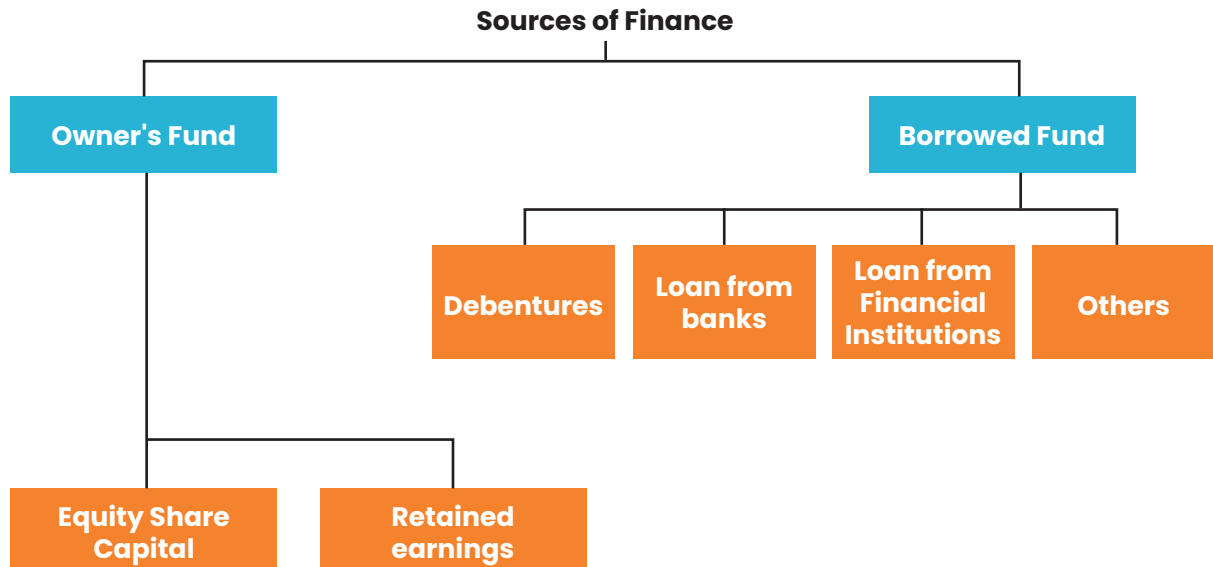 Sources of Finance
Owner's Fund
Borrowed Fund
Debentures
Loan from
banks
Loan from
Financial
Institutions
Others
Equity Share
Capital
Retained
earnings